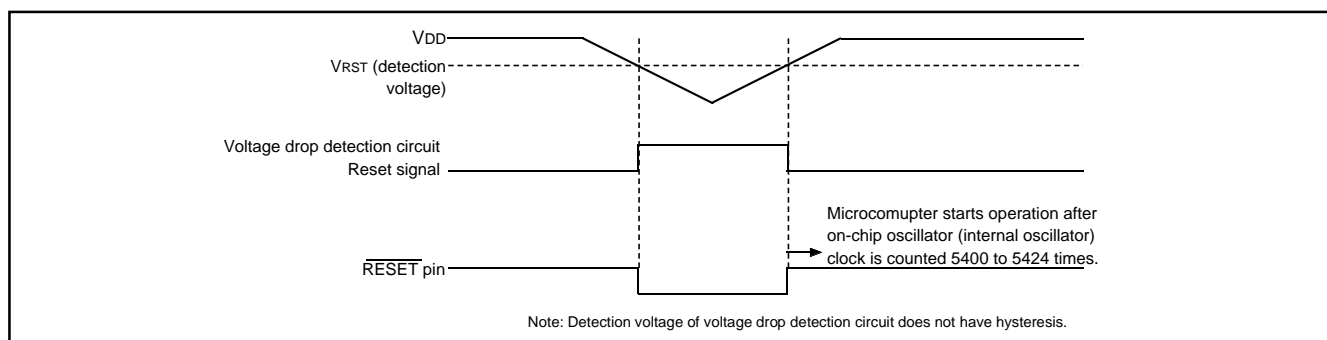 VDD
VRST (detection
voltage)
Voltage drop detection circuit
Reset signal
Microcomupter starts operation after
on-chip oscillator (internal oscillator)
clock is counted 5400 to 5424 times.
RESET pin
Note: Detection voltage of voltage drop detection circuit does not have hysteresis.